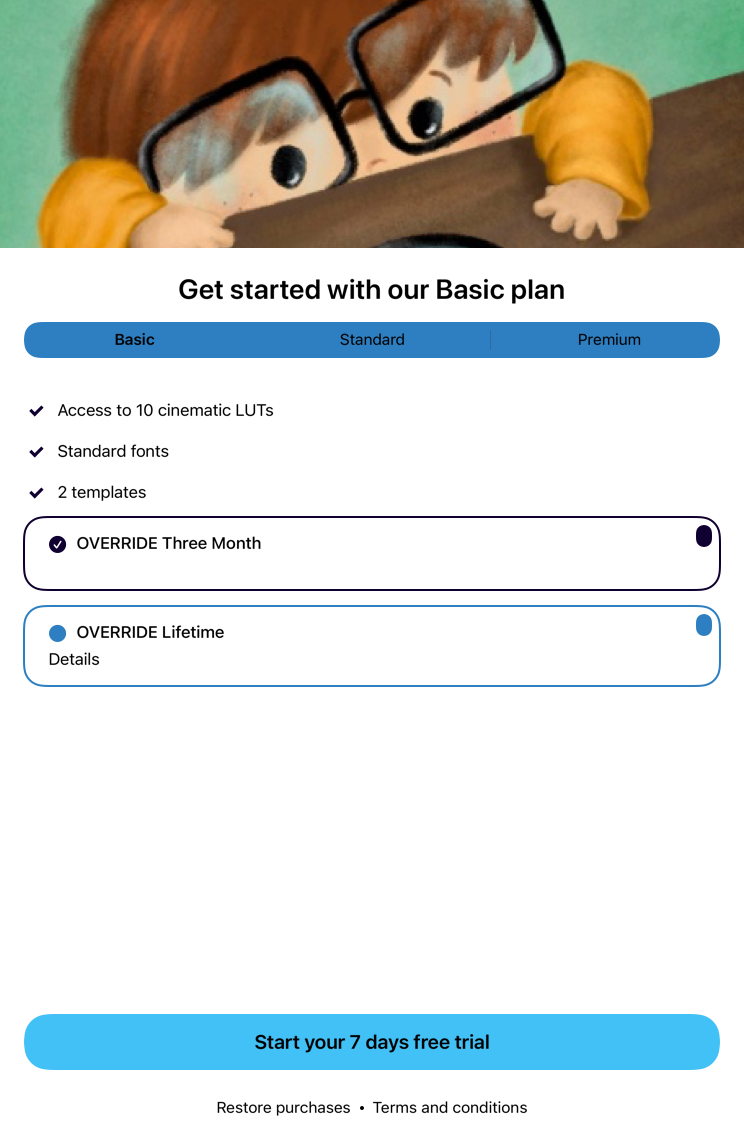 Get started with our Basic plan
Basic Standard Premium
Access to 10 cinematic LUTs
Standard fonts
2 templates
OVERRIDE Three Month
OVERRIDE Lifetime
Details
Start your 7 days free trial
Restore purchases • Terms and conditions